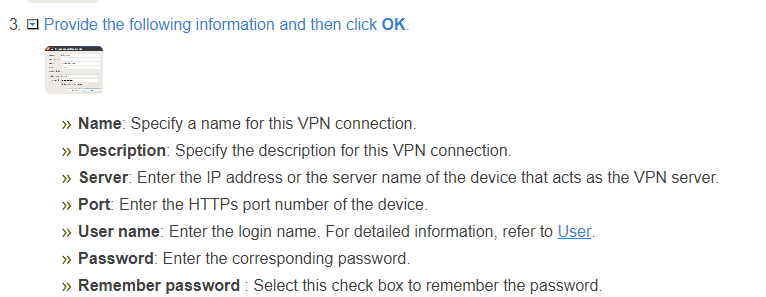 3. Provide the following information and then click OK.
» Name: Specify a name for this VPN connection.
» Description: Specify the description for this VPN connection.
» Server: Enter the IP address or the server name of the device that acts as the VPN server.
» Port: Enter the HTTPs port number of the device.
» User name: Enter the login name. For detailed information, refer to User.
» Password: Enter the corresponding password.
» Remember password : Select this check box to remember the password.